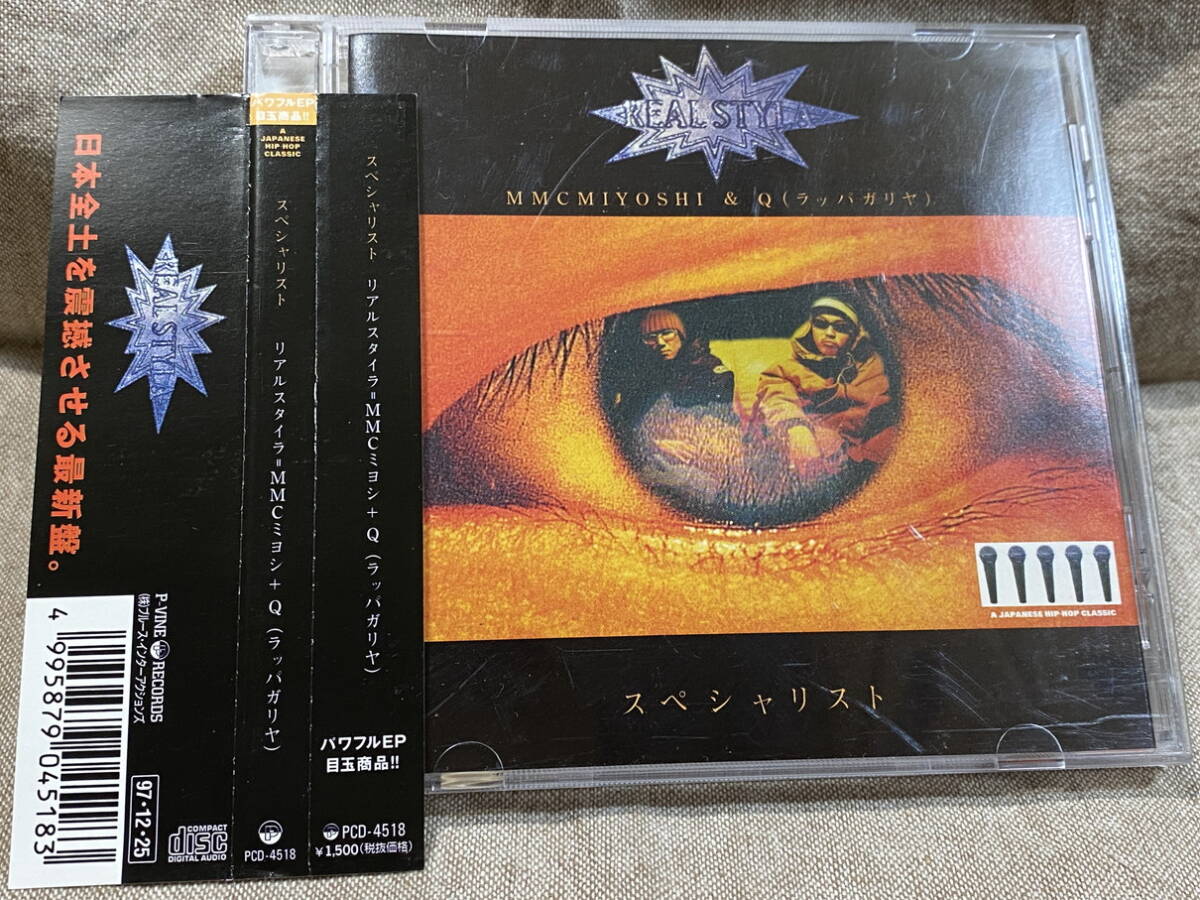 日本全土を震撼させる最新盤。
REAL STYLA
P-VINE RECORDS
(株)ブルース・インターアクションズ
4 995879 045183
97・12・25
COMPACT
disc
DIGITAL AUDIO
パワフルEP
目玉商品!!
A
JAPANESE
HIP-HOP
CLASSIC
スペシャリスト リアルスタイラ=MMCミヨシ+Q(ラッパガリヤ)
PCD-4518
スペシャリスト リアルスタイラ=MMCミヨシ+Q(ラッパガリヤ)
パワフルEP
目玉商品!!
PCD-4518
¥1,500(税抜価格)
REAL STYLA
MMCMIYOSHI & Q(ラッパガリヤ)
A JAPANESE HIP-HOP CLASSIC
スペシャリスト